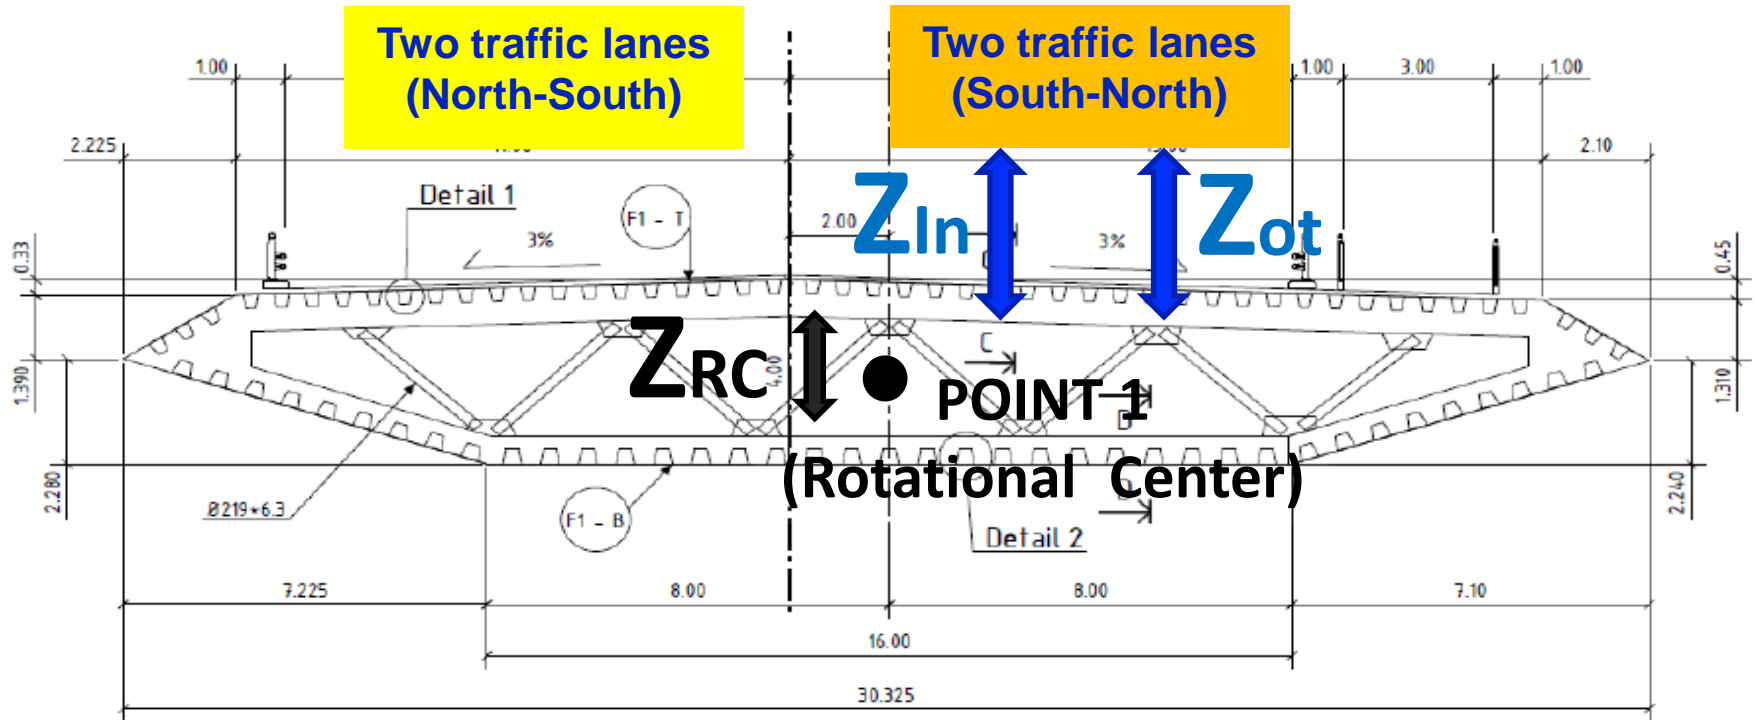 Two traffic lanes
(North-South)
Two traffic lanes
(South-North)
1.00
1.00
3.00
1.00
2.225
2.10
Detail 1
F1 - T
2.00
ZIn
Zot
3%
3%
0.33
0.45
ZRC
4.00
C
POINT 1
(Rotational Center)
D
D
1.390
1.310
2.280
2.240
Ø219*6.3
F1 - B
Detail 2
7.225
8.00
8.00
7.10
16.00
30.325